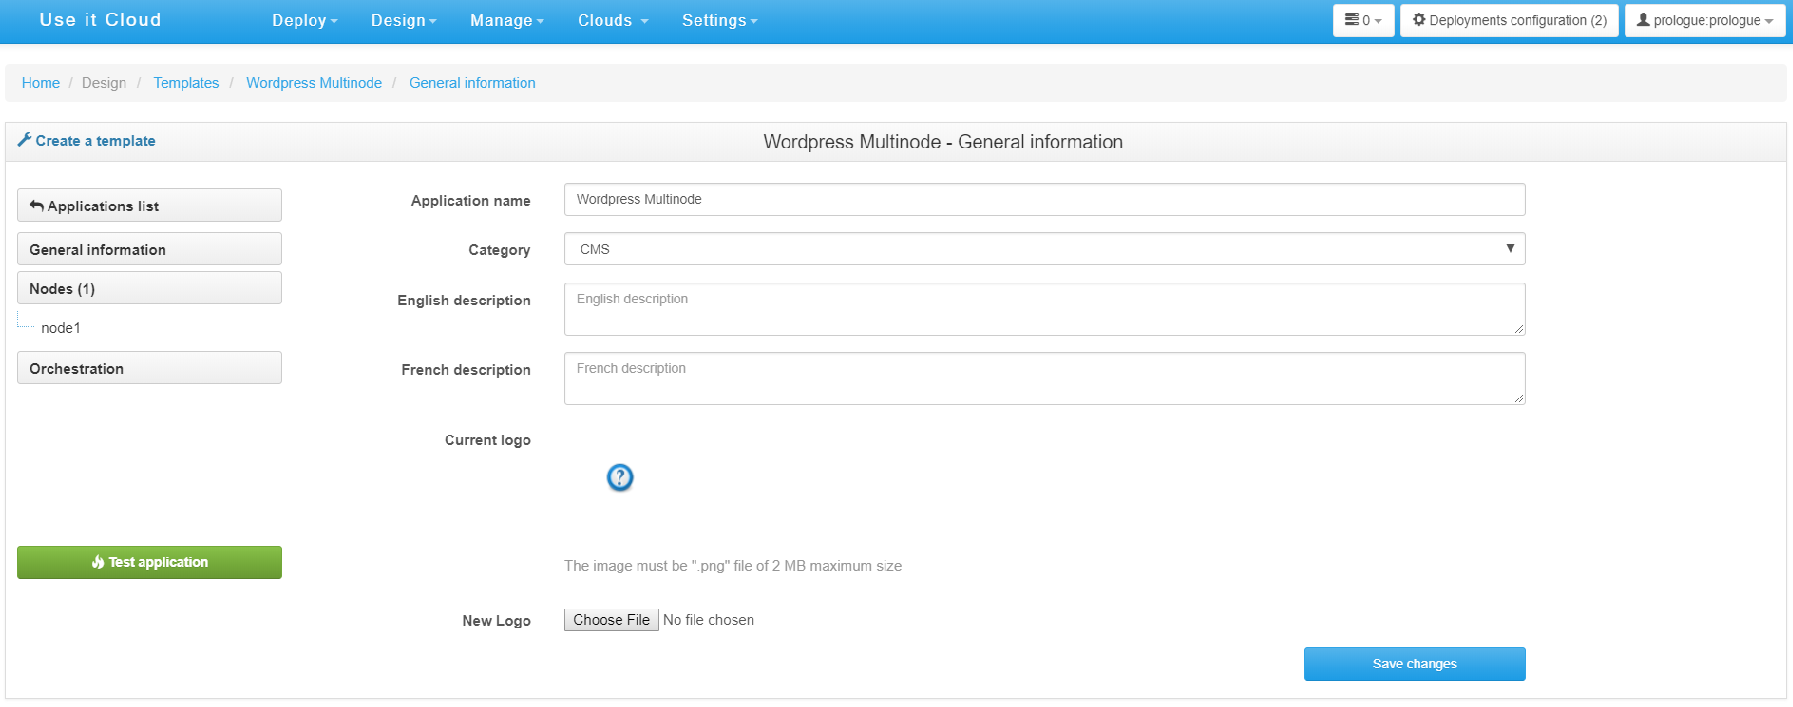 Use it Cloud Deploy Design Manage Clouds Settings 0 Deployments configuration (2) prologue:prologue
Home / Design / Templates / Wordpress Multinode / General information
Create a template Wordpress Multinode - General information
Applications list
General information
Nodes (1)
node1
Orchestration
Test application
Application name Wordpress Multinode
Category CMS
English description English description
French description French description
Current logo
?
The image must be ".png" file of 2 MB maximum size
New Logo Choose File No file chosen
Save changes